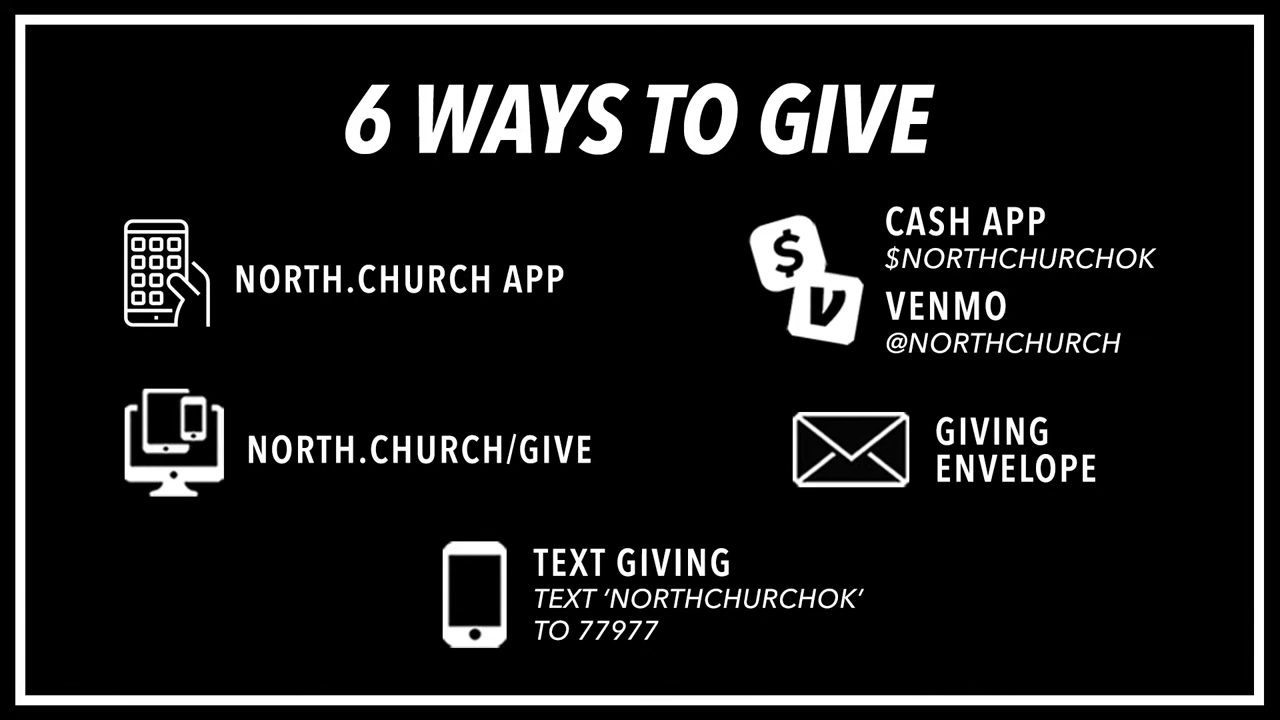 6 WAYS TO GIVE
NORTH.CHURCH APP
CASH APP
$NORTHCHURCHOK
VENMO
@NORTHCHURCH
NORTH.CHURCH/GIVE
GIVING
ENVELOPE
TEXT GIVING
TEXT ‘NORTHCHURCHOK’
TO 77977